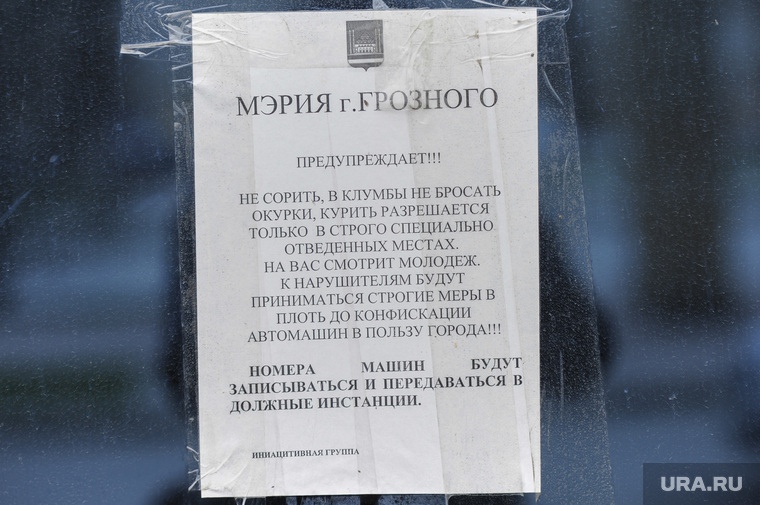 МЭРИЯ г.ГРОЗНОГО
ПРЕДУПРЕЖДАЕТ!!!
НЕ СОРИТЬ, В КЛУМБЫ НЕ БРОСАТЬ
ОКУРКИ, КУРИТЬ РАЗРЕШАЕТСЯ
ТОЛЬКО В СТРОГО СПЕЦИАЛЬНО
ОТВЕДЕННЫХ МЕСТАХ.
НА ВАС СМОТРИТ МОЛОДЕЖ.
К НАРУШИТЕЛЯМ БУДУТ
ПРИНИМАТЬСЯ СТРОГИЕ МЕРЫ В
ПЛОТЬ ДО КОНФИСКАЦИИ
АВТОМАШИН В ПОЛЬЗУ ГОРОДА!!!
НОМЕРА МАШИН БУДУТ
ЗАПИСЫВАТЬСЯ И ПЕРЕДАВАТЬСЯ В
ДОЛЖНЫЕ ИНСТАНЦИИ.
ИНИАЦИТИВНАЯ ГРУППА
URA.RU